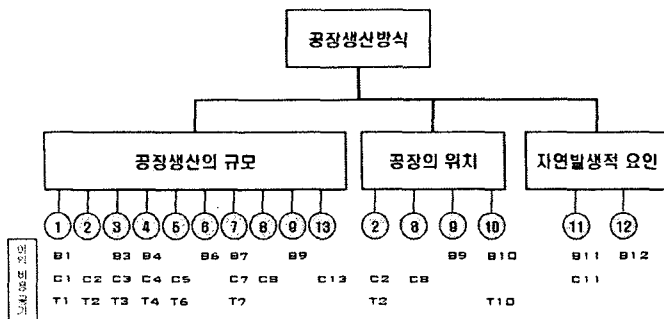 공장생산방식
공장생산의 규모 공장의 위치 자연발생적 요인
1 2 3 4 5 6 7 8 9 13 2 8 9 10 11 12
B1 B3 B4 B6 B7 B9 B9 B10 B11 B12
C1 C2 C3 C4 C5 C7 C8 C13 C2 C8 C11
T1 T2 T3 T4 T6 T7 T2 T10